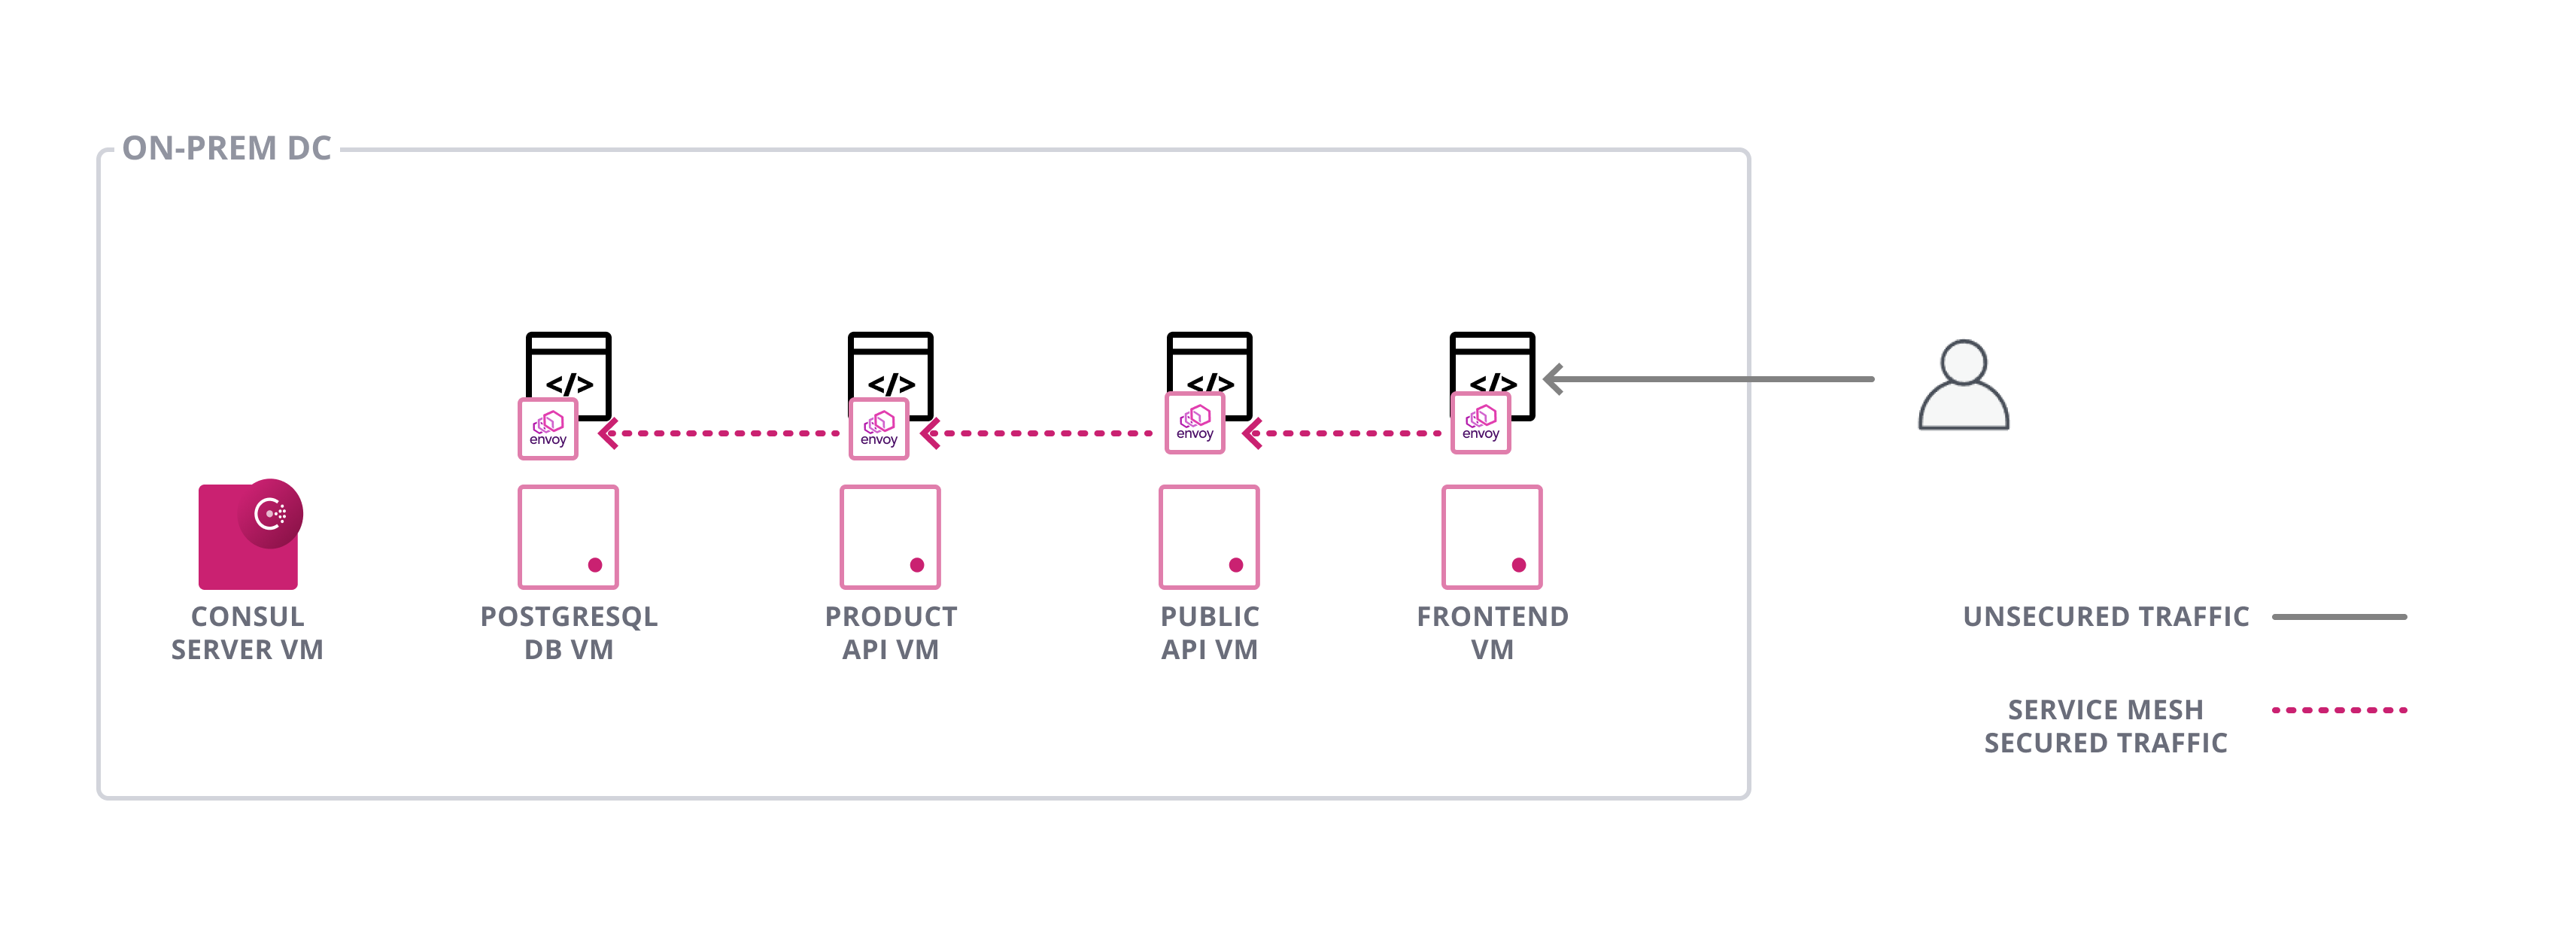 ON-PREM DC
</>
</>
</>
</>
envoy
envoy
envoy
envoy
CONSUL
SERVER VM
POSTGRESQL
DB VM
PRODUCT
API VM
PUBLIC
API VM
FRONTEND
VM
UNSECURED TRAFFIC
SERVICE MESH
SECURED TRAFFIC